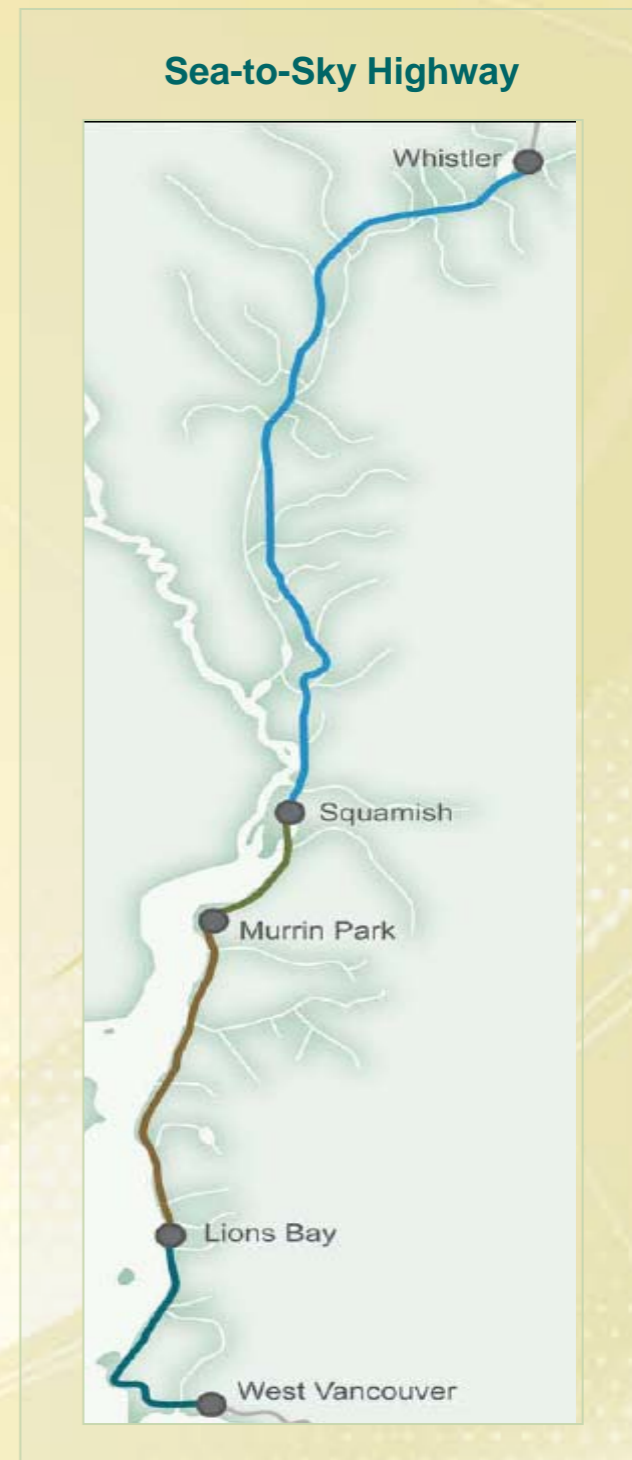 Sea-to-Sky Highway
Whistler
Squamish
Murrin Park
Lions Bay
West Vancouver